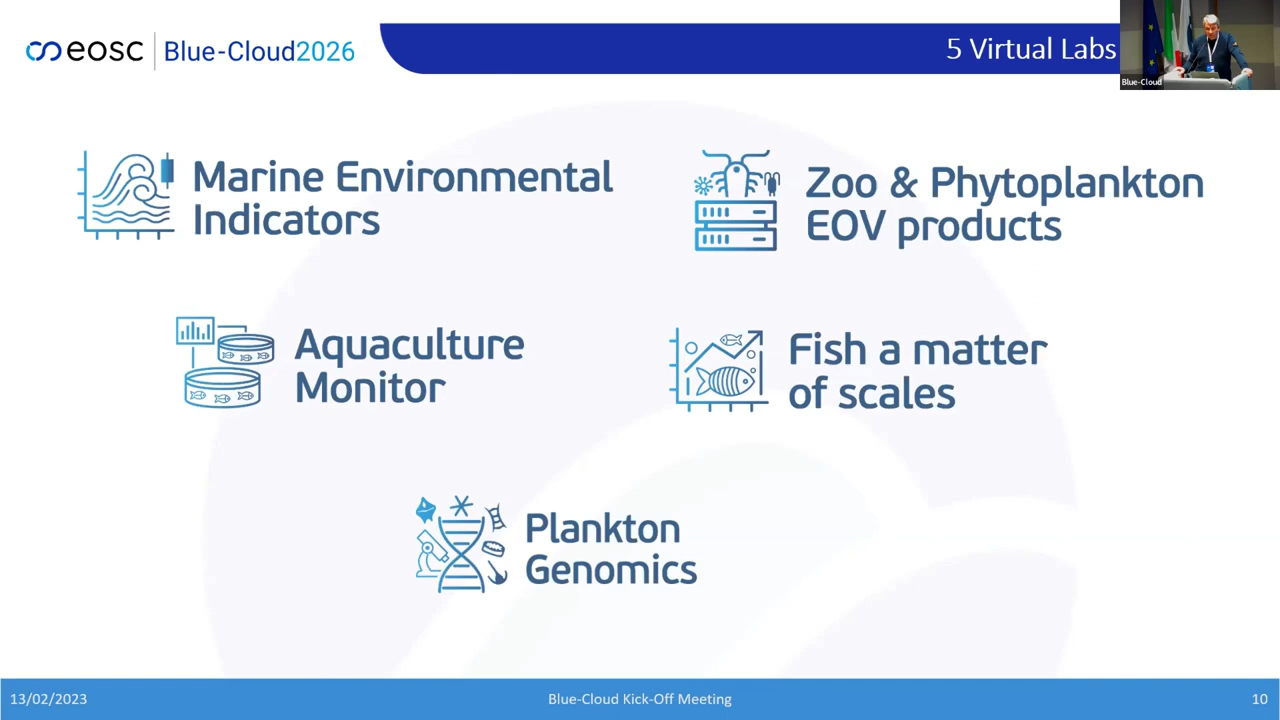 eosc Blue-Cloud2026
5 Virtual Labs
Blue-Cloud
Marine Environmental
Indicators
Zoo & Phytoplankton
EOV products
Aquaculture
Monitor
Fish a matter
of scales
Plankton
Genomics
13/02/2023
Blue-Cloud Kick-Off Meeting
10